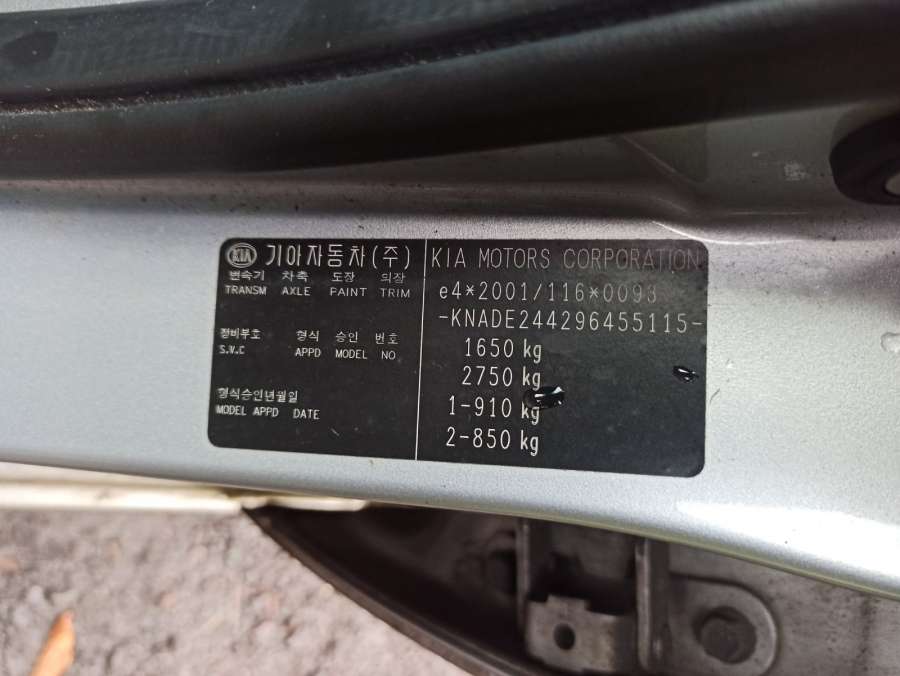 KIA 기아자동차(주)
변속기 차축 도장 의장
TRANSM AXLE PAINT TRIM
정비부호 형식 승인 번호
S.V.C APPD MODEL NO
형식승인년월일
MODEL APPD DATE
KIA MOTORS CORPORATION
e4*2001/116*0093
-KNADE244296455115-
1650 kg
2750 kg
1-910 kg
2-850 kg